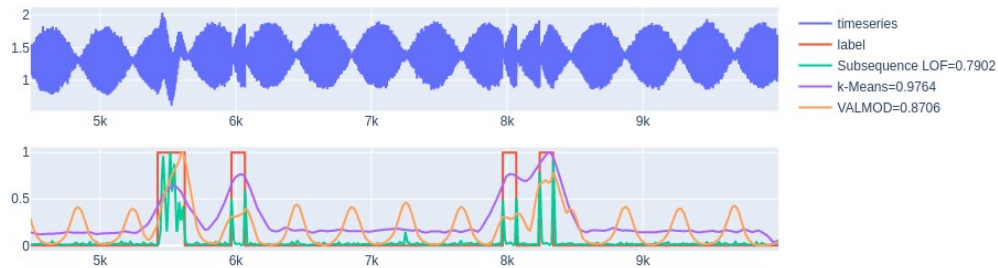 2
1.5
1
5k
6k
7k
8k
9k
timeseries
label
Subsequence LOF=0.7902
k-Means=0.9764
VALMOD=0.8706
1
0.5
0
5k
6k
7k
8k
9k